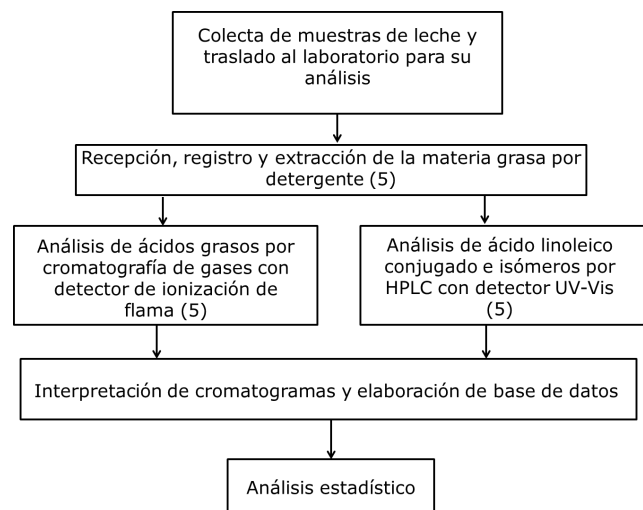 Colecta de muestras de leche y
traslado al laboratorio para su
análisis
Recepción, registro y extracción de la materia grasa por
detergente (5)
Análisis de ácidos grasos por
cromatografía de gases con
detector de ionización de
flama (5)
Análisis de ácido linoleico
conjugado e isómeros por
HPLC con detector UV-Vis
(5)
Interpretación de cromatogramas y elaboración de base de datos
Análisis estadístico